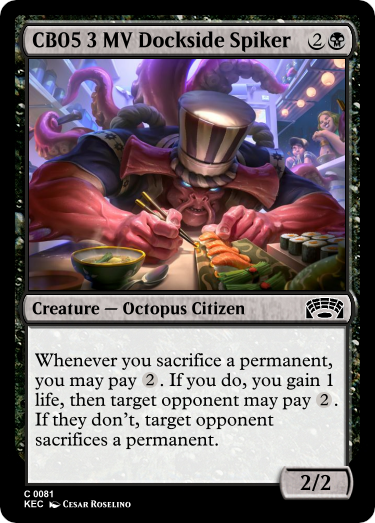 CB05 3 MV Dockside Spiker 2
Creature — Octopus Citizen
Whenever you sacrifice a permanent,
you may pay 2. If you do, you gain 1
life, then target opponent may pay 2.
If they don't, target opponent
sacrifices a permanent.
2/2
C 0081
KEC Cesar Roselino